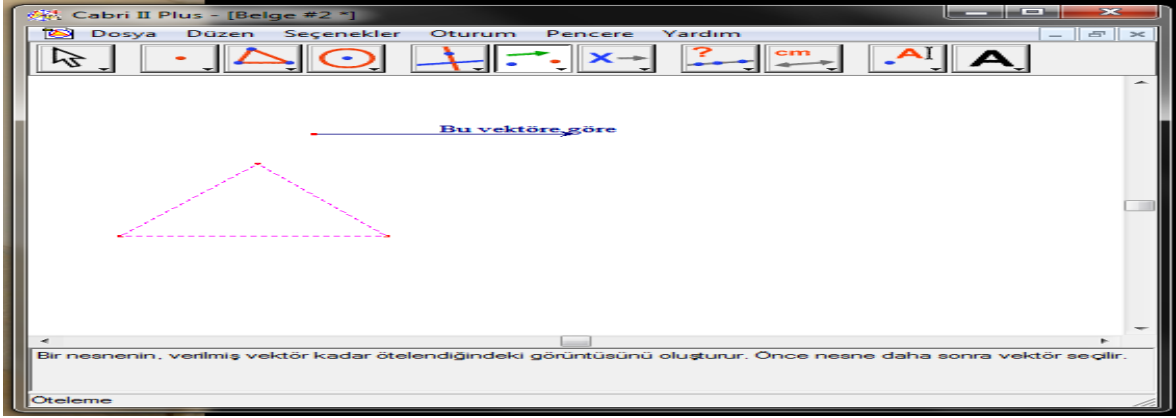 Cabri II Plus - [Belge #2 *]
Dosya Düzen Seçenekler Oturum Pencere Yardım
? cm A A
Bu vektöre göre
Bir nesnenin, verilmiş vektör kadar ötelendiğindeki görüntüsünü oluşturur. Önce nesne daha sonra vektör seçilir.
Öteleme